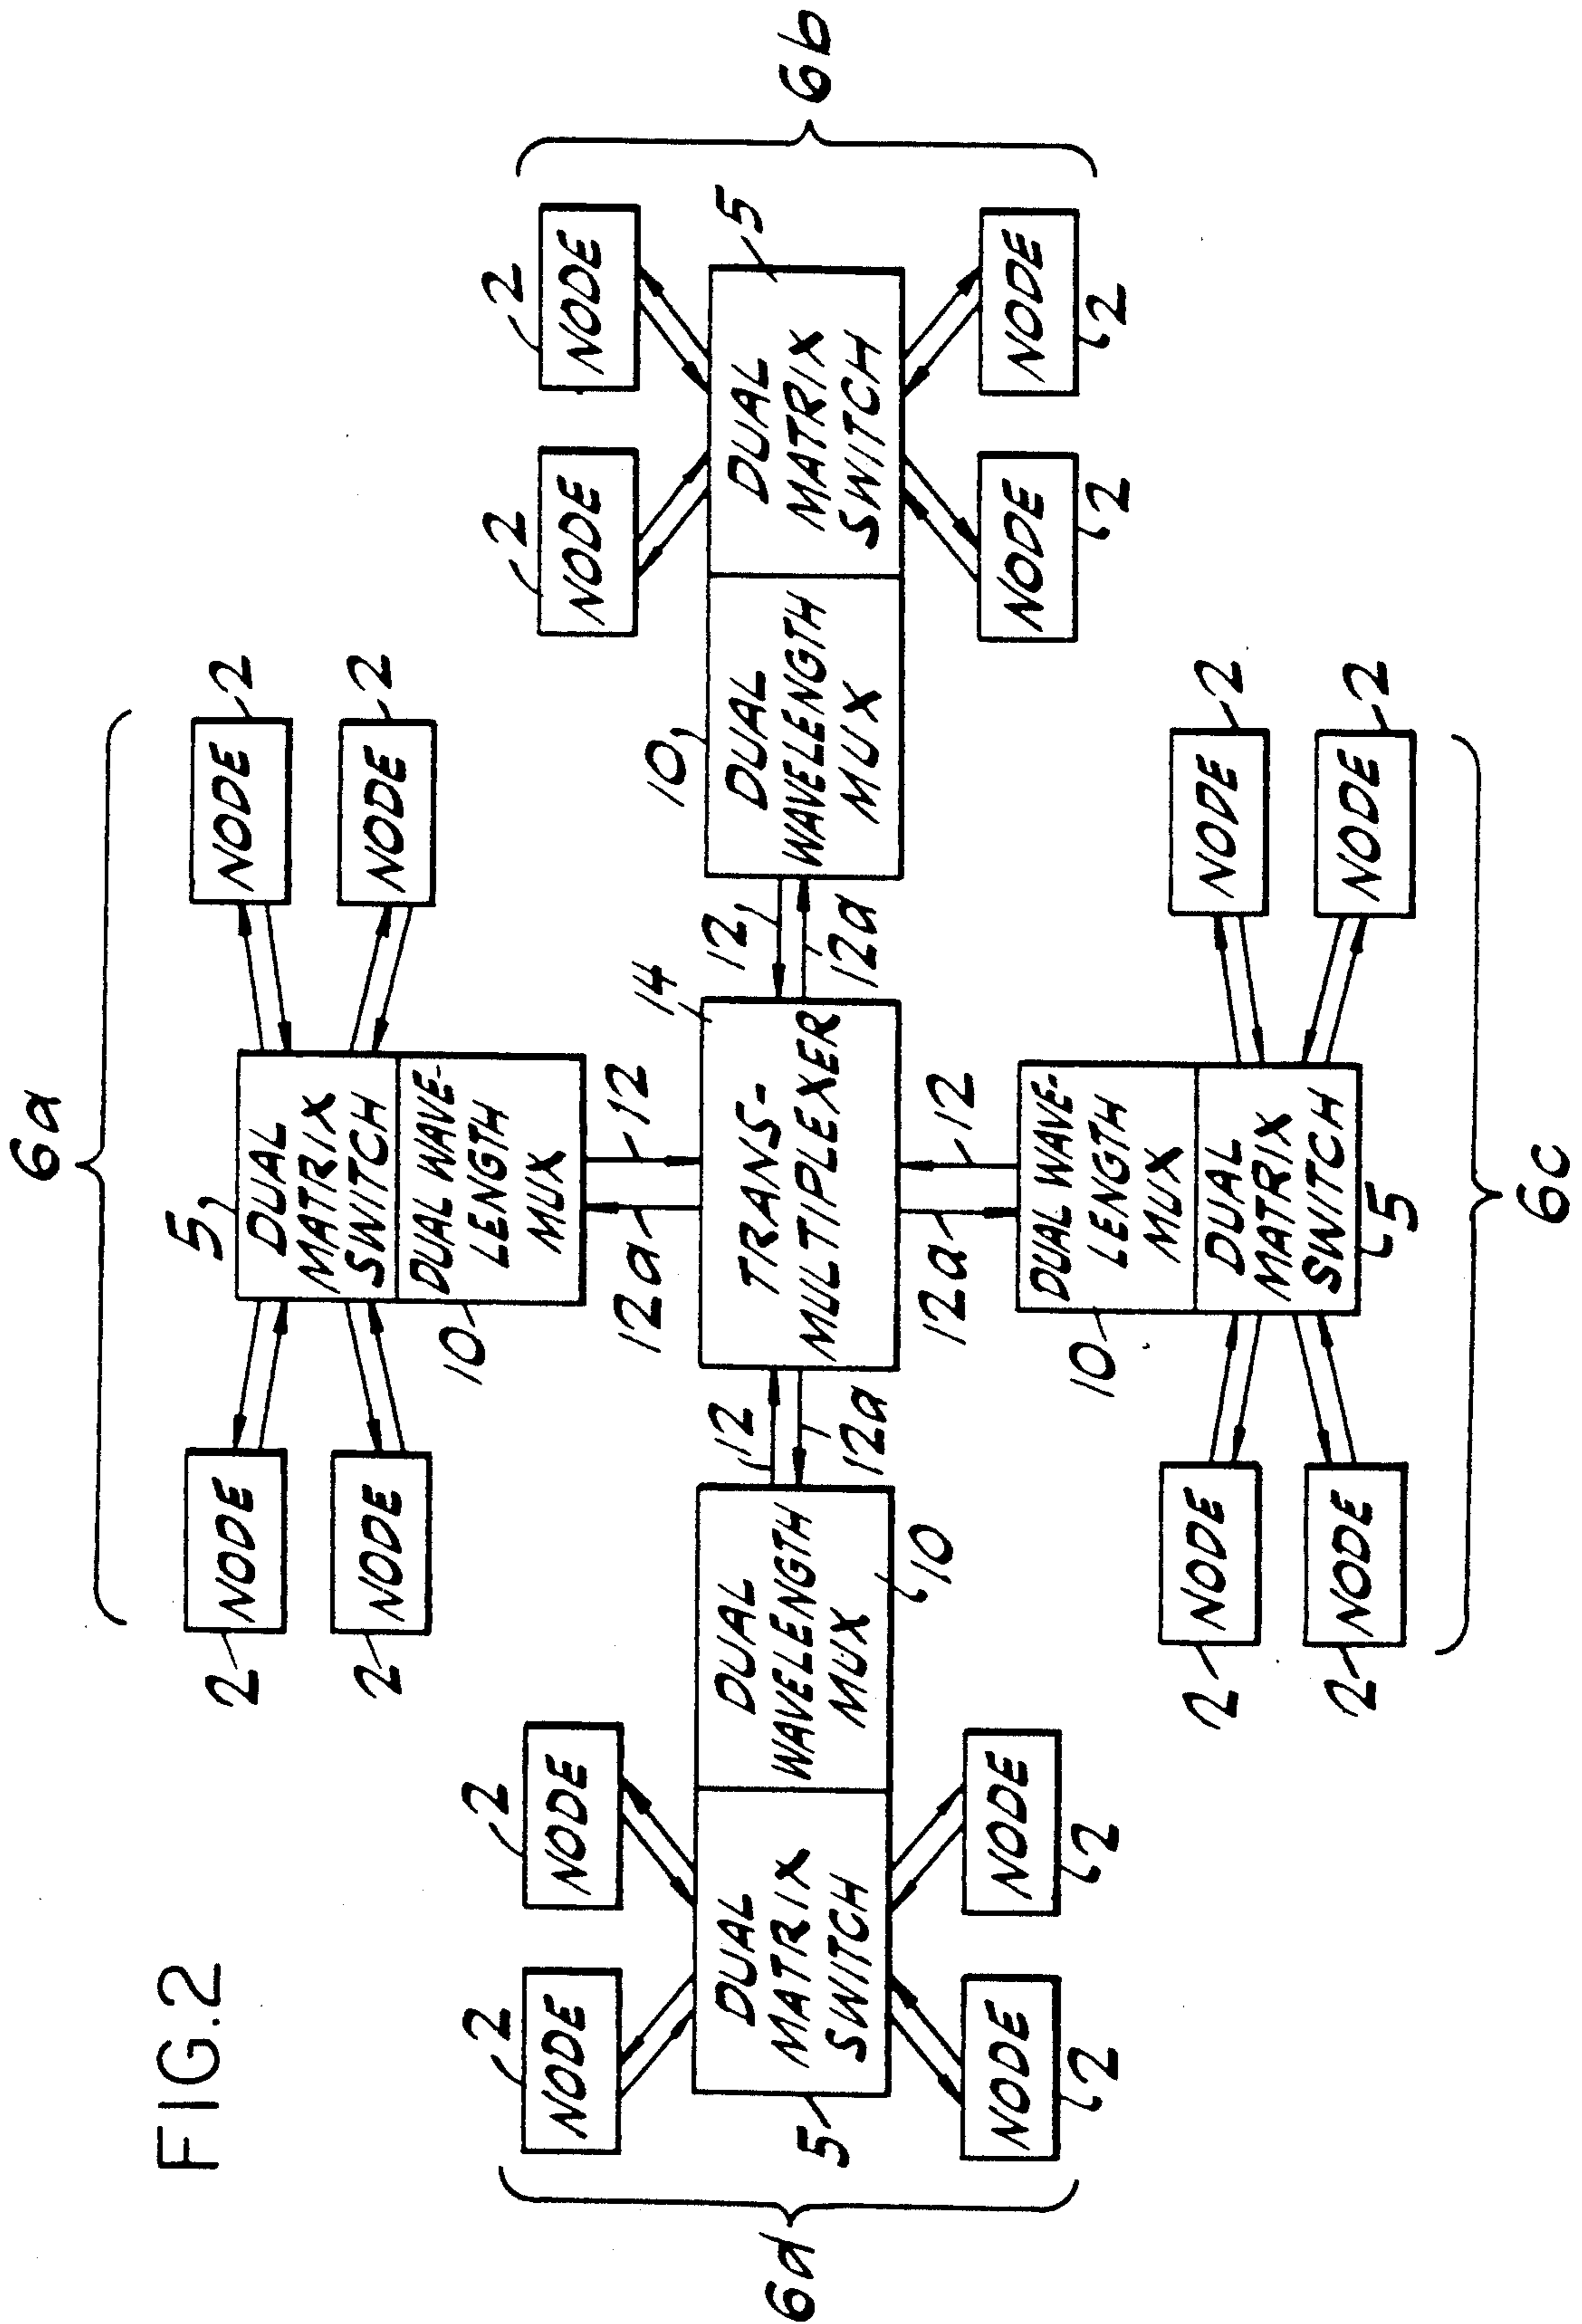 FIG.2
6a
2
NODE
5
DUAL
MATRIX
SWITCH
NODE
2
2
NODE
10
DUAL WAVE-
LENGTH
MUX
NODE
2
12a
12
6d
2
NODE
2
NODE
5
DUAL
MATRIX
SWITCH
DUAL
WAVELENGTH
MUX
10
NODE
2
NODE
2
12
12a
14
TRANS-
MULTIPLEXER
12
12a
10
DUAL
WAVELENGTH
MUX
DUAL
MATRIX
SWITCH
5
2
NODE
2
NODE
NODE
2
NODE
2
6b
12a
12
10
DUAL WAVE-
LENGTH
MUX
DUAL
MATRIX
SWITCH
5
2
NODE
NODE
2
2
NODE
NODE
2
6c